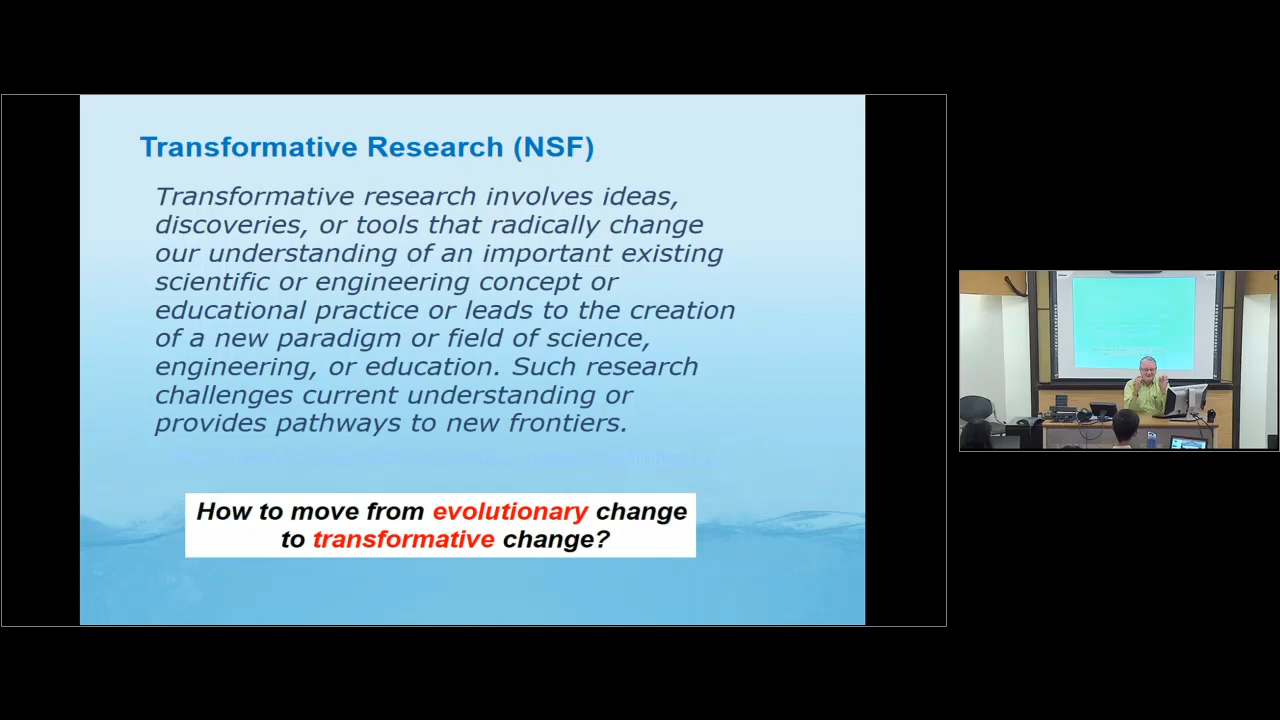 Transformative Research (NSF)
Transformative research involves ideas,
discoveries, or tools that radically change
our understanding of an important existing
scientific or engineering concept or
educational practice or leads to the creation
of a new paradigm or field of science,
engineering, or education. Such research
challenges current understanding or
provides pathways to new frontiers.
How to move from evolutionary change
to transformative change?